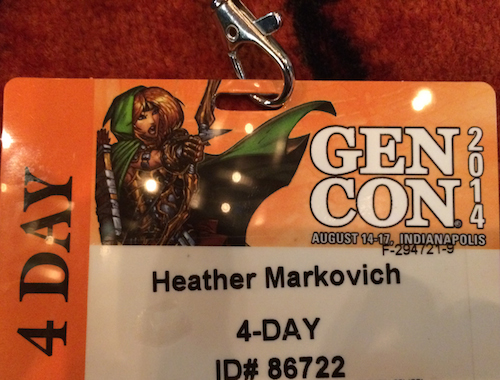 4 DAY
GEN
CON®
2014
AUGUST 14-17, INDIANAPOLIS
F-294721-9
Heather Markovich
4-DAY
ID# 86722